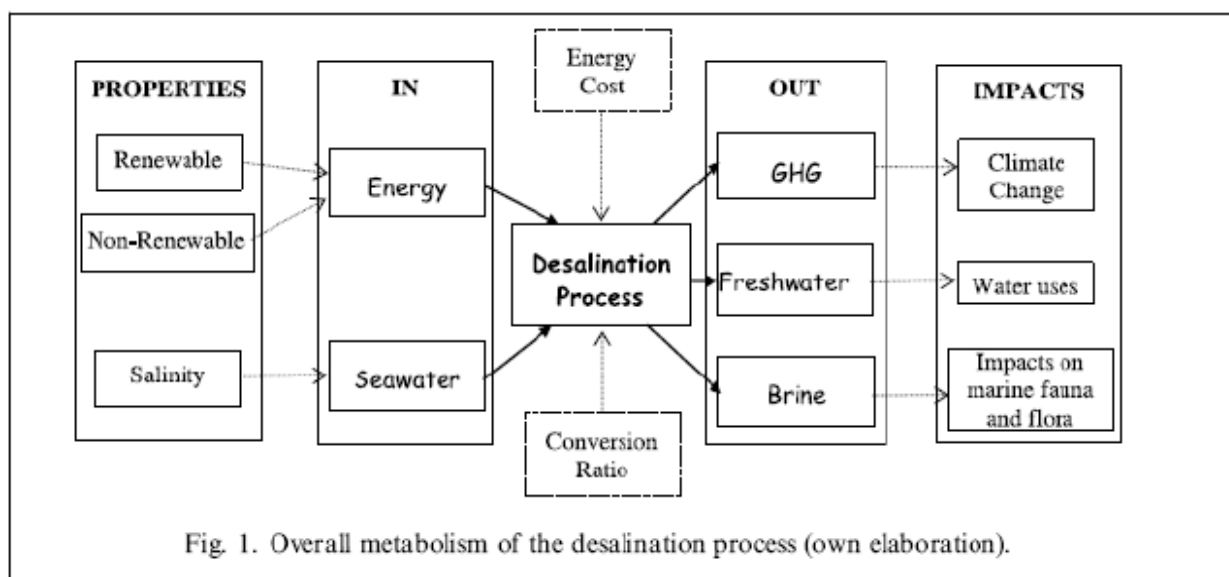 PROPERTIES
Renewable
Non-Renewable
Salinity
IN
Energy
Seawater
Energy
Cost
Desalination
Process
Conversion
Ratio
OUT
GHG
Freshwater
Brine
IMPACTS
Climate
Change
Water uses
Impacts on
marine fauna
and flora
Fig. 1. Overall metabolism of the desalination process (own elaboration).